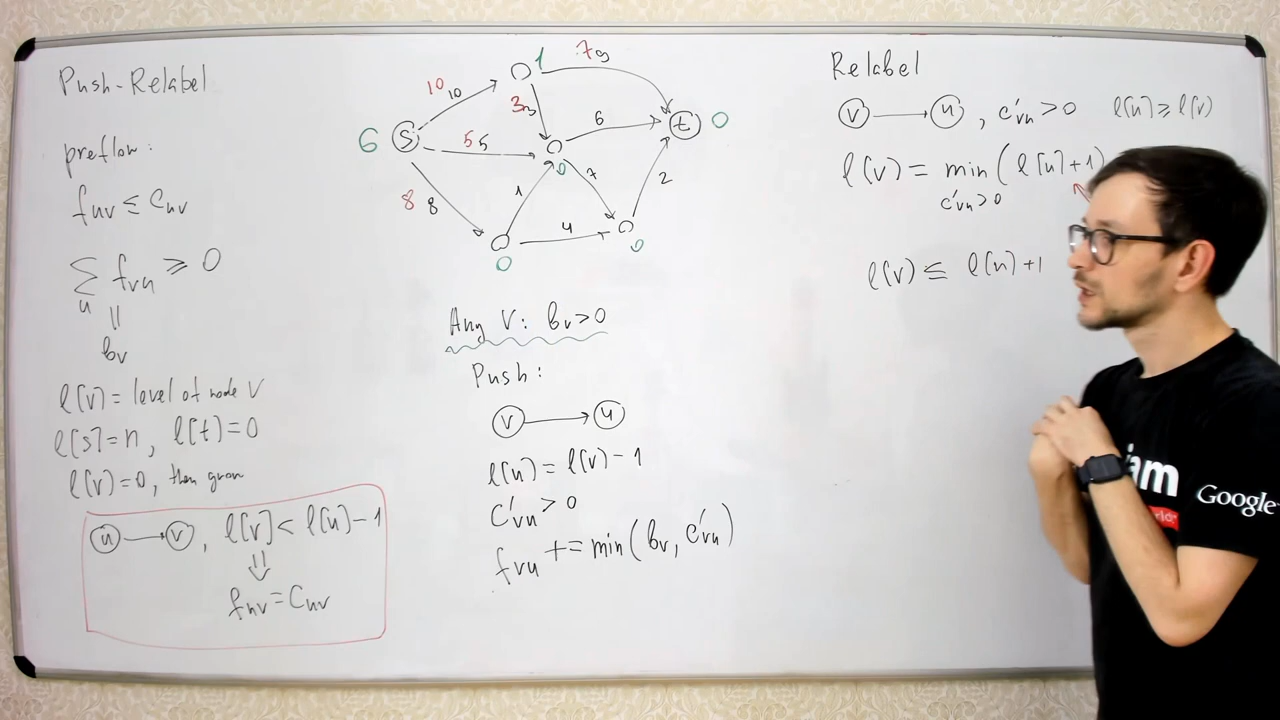 Push-Relabel
preflow:
fuv ≤ Cuv
∑ fvu ≥ 0
u
bv
l[v) = level of node V
l[s] = n, l[t) = 0
l[v) = 0, then grow
u → v, l[v] < l[u] - 1
⇓
fuv = Cuv
1
7 9
10 10
3 3
6
t 0
6 S
5 5
0
7
8 8
1
2
4
0
0
Any V: bv > 0
Push:
v → u
l[u) = l[v) - 1
c'vu > 0
fvu += min(bv, c'vu)
Relabel
v → u, c'vu > 0 l[u) ≥ l(v)
l(v) = min (l[u] + 1)
c'vu > 0
l(v) ≤ l[u) + 1
am
Google